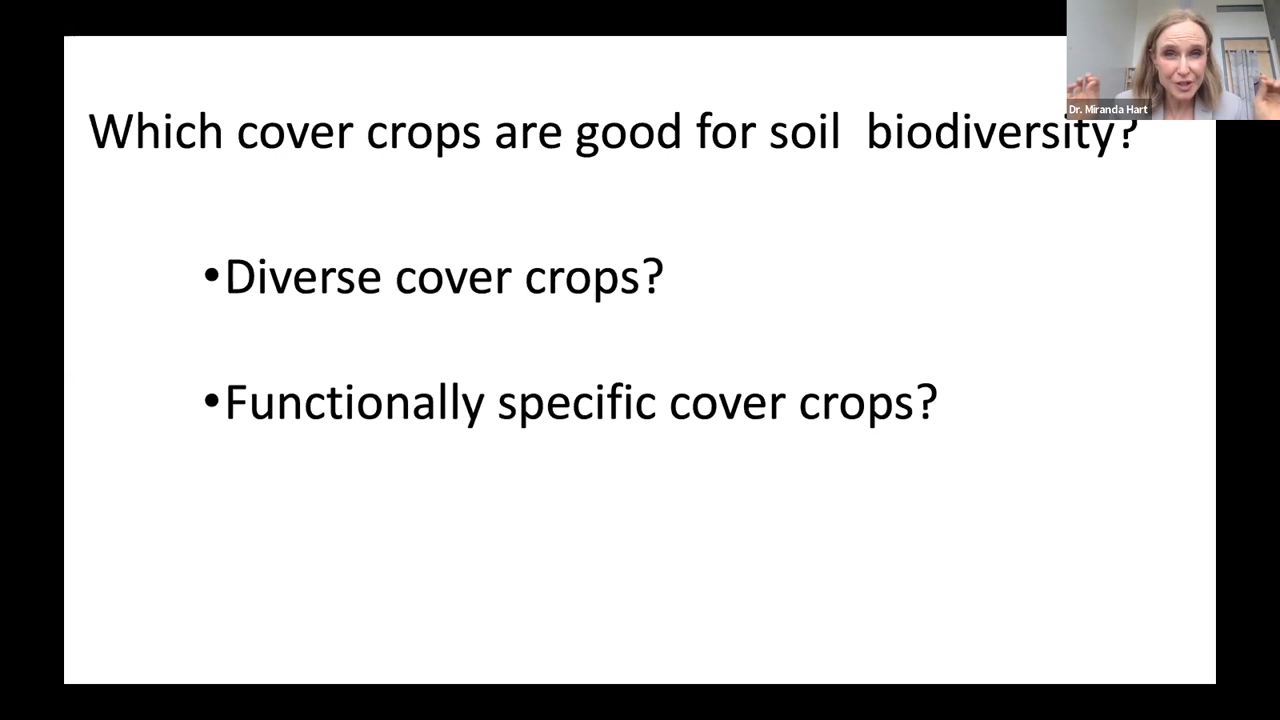 Dr. Miranda Hart
Which cover crops are good for soil  biodiversity?
•Diverse cover crops?
•Functionally specific cover crops?